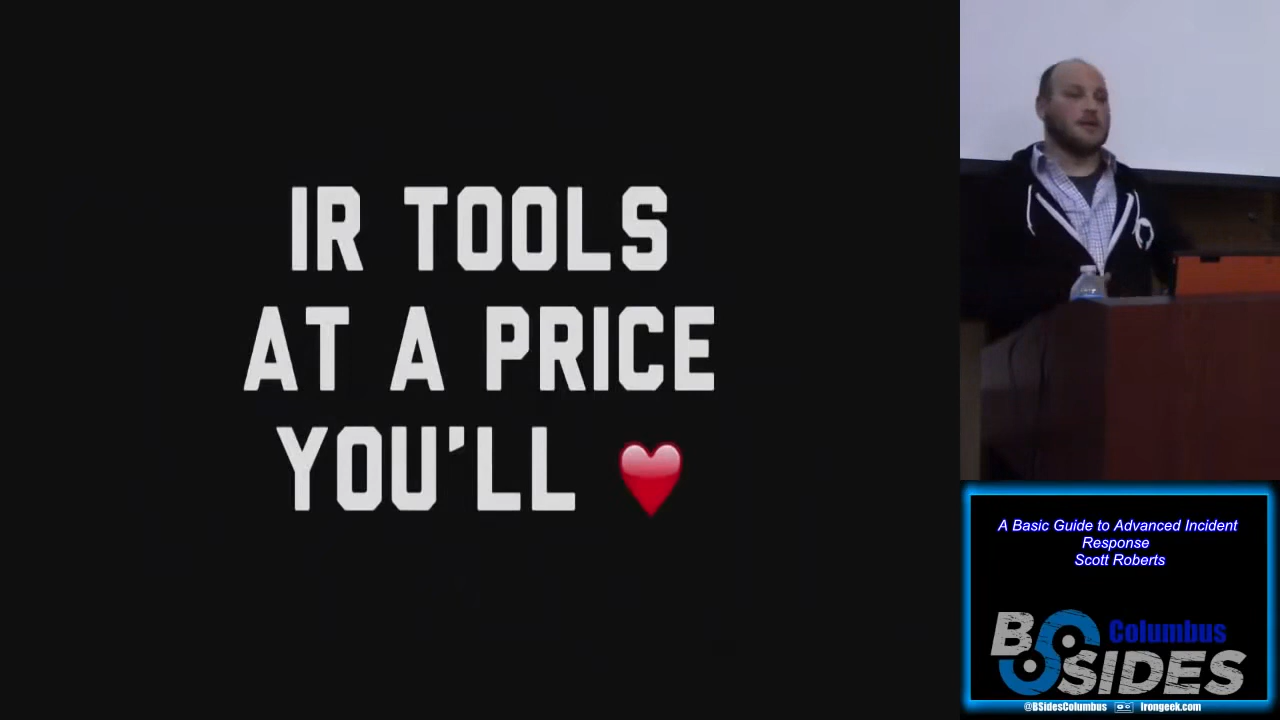 IR TOOLS
AT A PRICE
YOU'LL
A Basic Guide to Advanced Incident
Response
Scott Roberts
BSIDES
Columbus
@BSidesColumbus
Irongeek.com